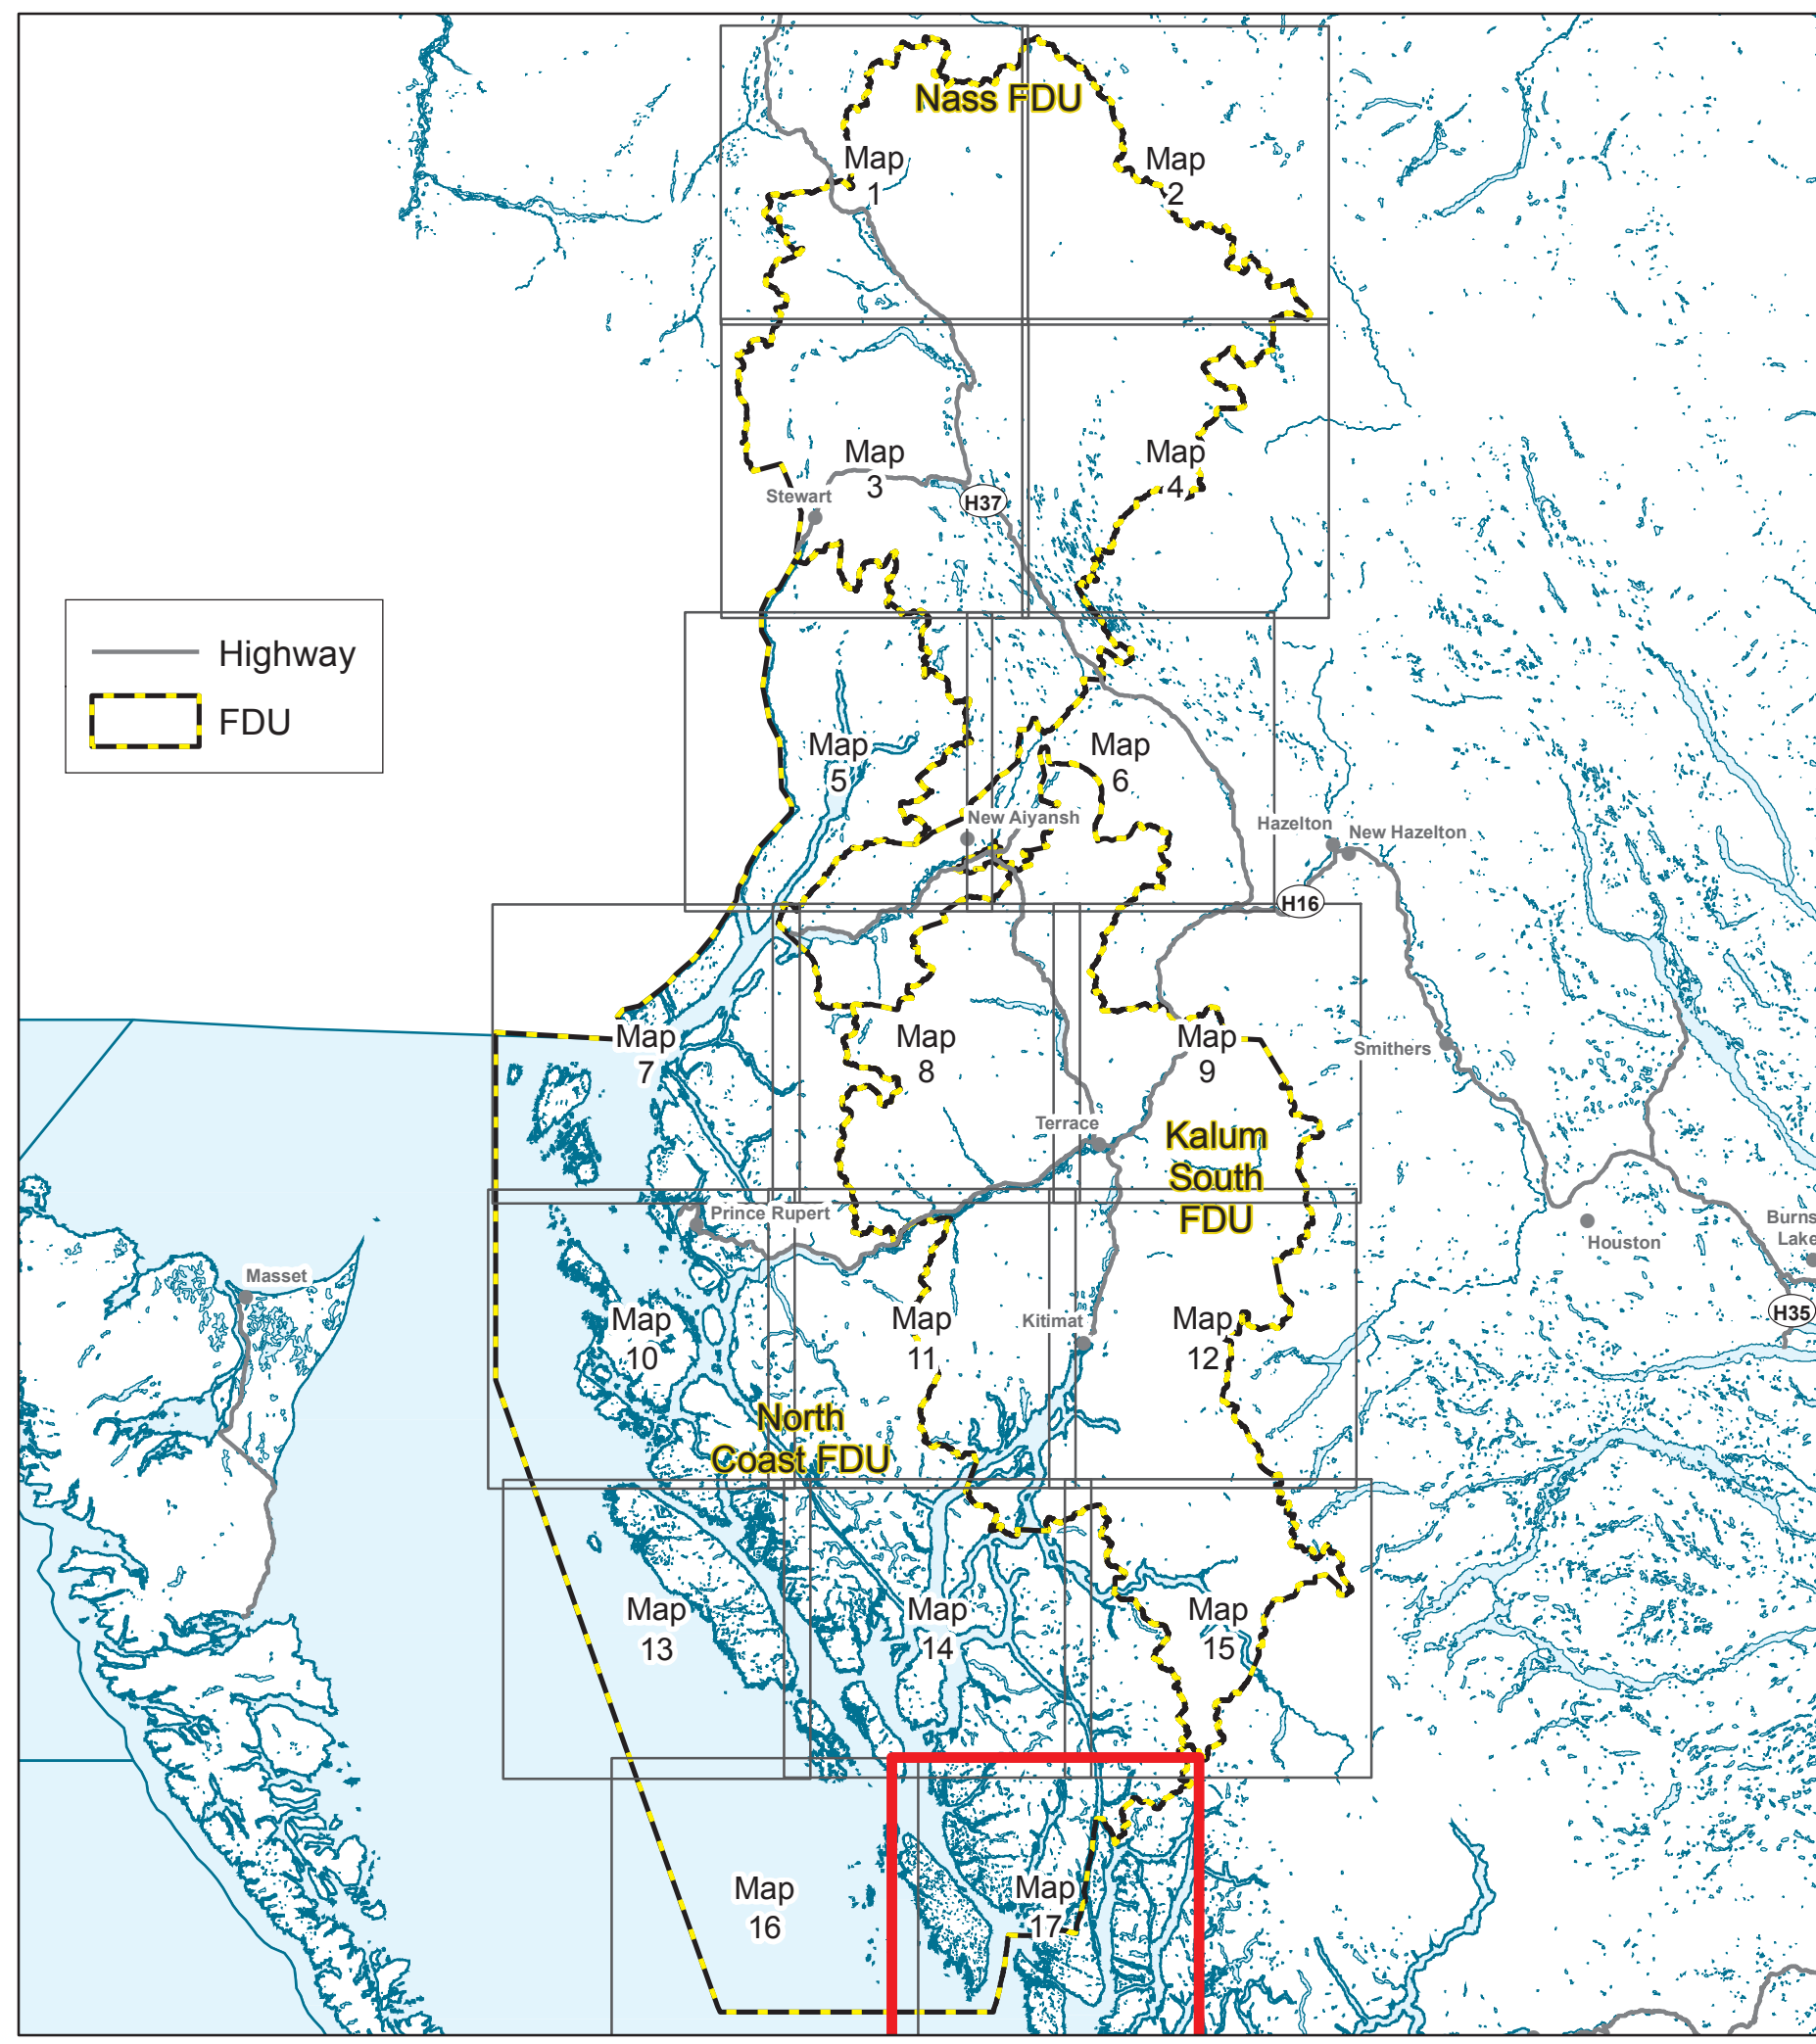 Nass FDU
Map
1
Map
2
Map
3
Map
4
Stewart
H37
Highway
FDU
Map
5
Map
6
New Aiyansh
Hazelton
New Hazelton
H16
Map
7
Map
8
Map
9
Smithers
Terrace
Kalum
South
FDU
Prince Rupert
Houston
Burns
Lake
Masset
H35
Map
10
Map
11
Kitimat
Map
12
North
Coast FDU
Map
13
Map
14
Map
15
Map
16
Map
17